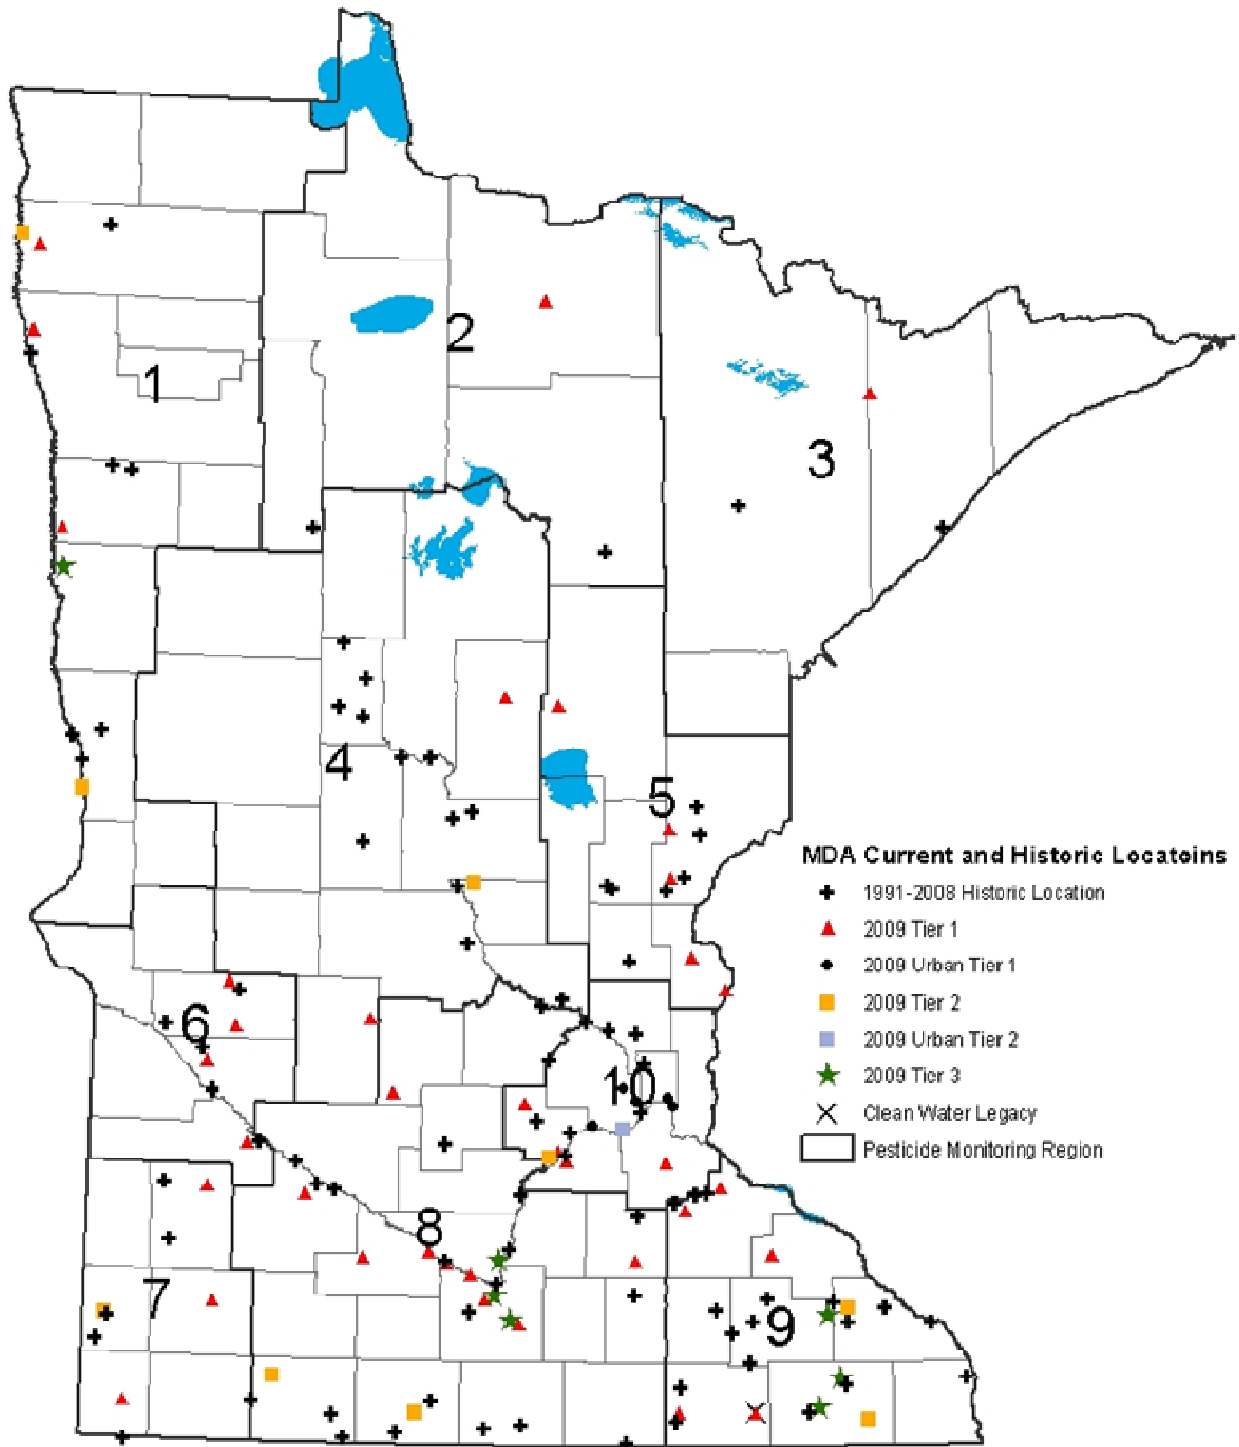 2
1
3
4
5
MDA Current and Historic Locatoins
1991-2008 Historic Location
2009 Tier 1
2009 Urban Tier 1
2009 Tier 2
6
2009 Urban Tier 2
10
2009 Tier 3
Clean Water Legacy
Pesticide Monitoring Region
8
7
9